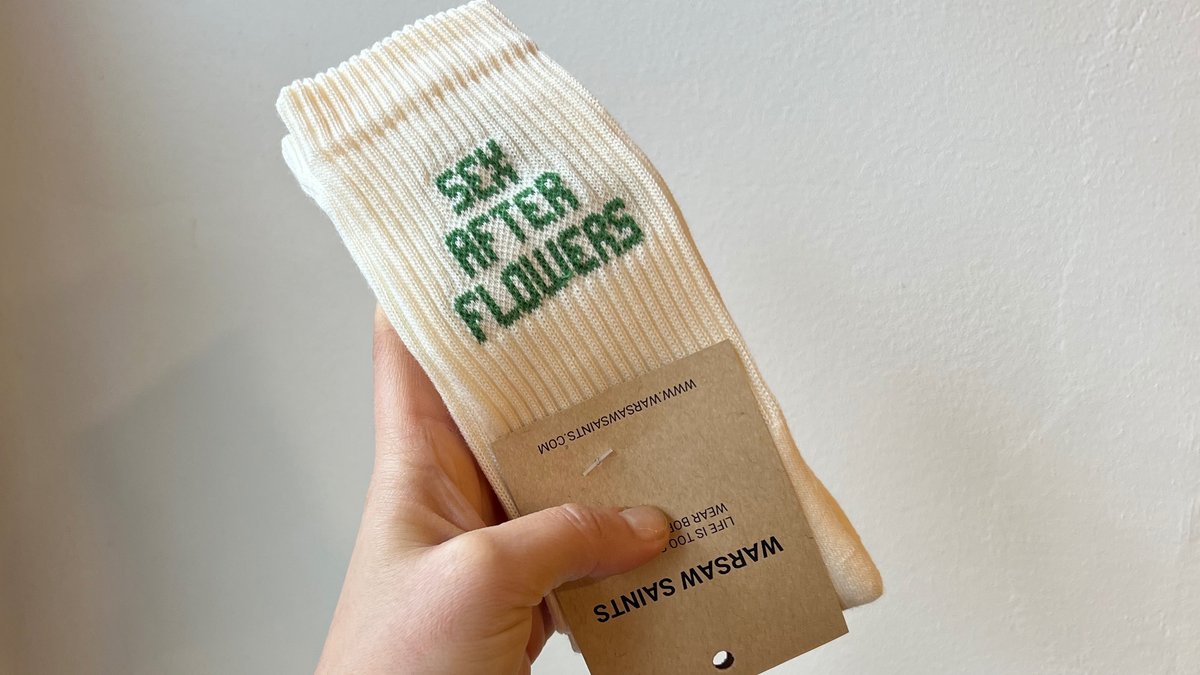 SEX
AFTER
FLOWERS
WARSAW SAINTS
LIFE IS TOO
WEAR
WWW.WARSAWSAINTS.COM